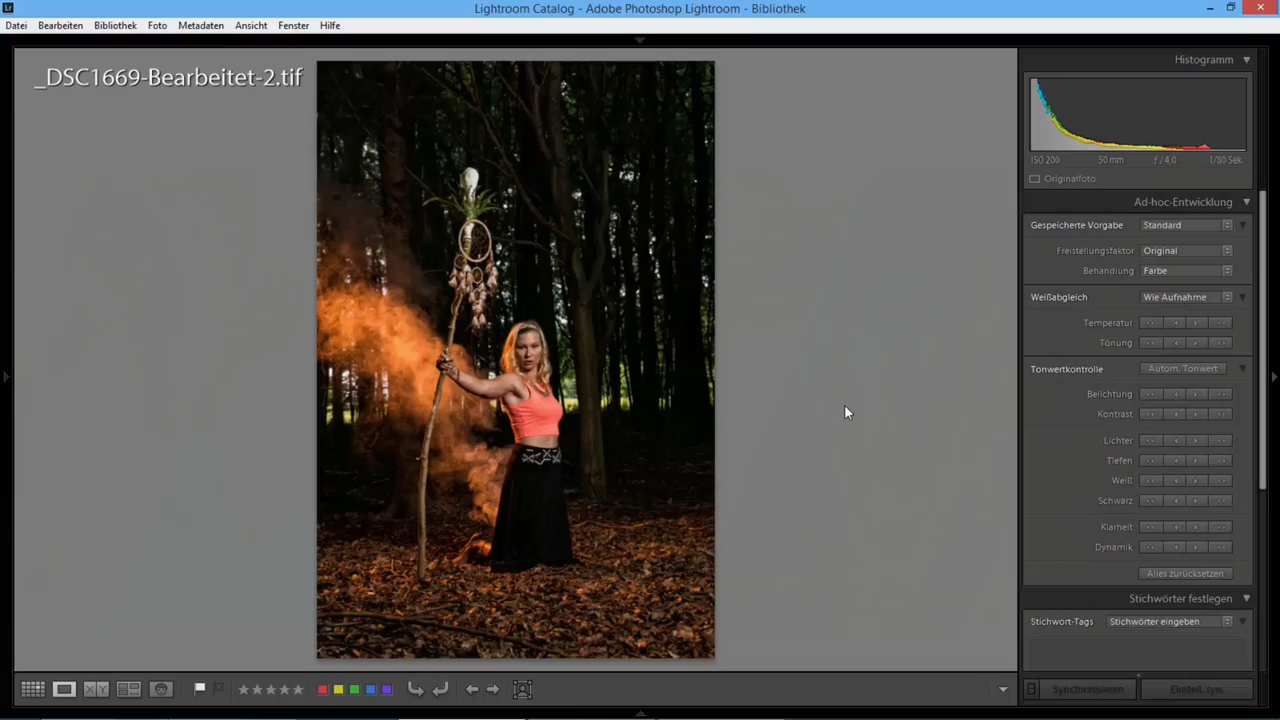 Lightroom Catalog - Adobe Photoshop Lightroom - Bibliothek
Datei Bearbeiten Bibliothek Foto Metadaten Ansicht Fenster Hilfe
_DSC1669-Bearbeitet-2.tif
Histogramm
ISO 200 50 mm ƒ / 4,0 1/80 Sek.
Originalfoto
Ad-hoc-Entwicklung
Gespeicherte Vorgabe Standard
Freistellungsfaktor Original
Behandlung Farbe
Weißabgleich Wie Aufnahme
Temperatur
Tönung
Tonwertkontrolle Autom. Tonwert
Belichtung
Kontrast
Lichter
Tiefen
Weiß
Schwarz
Klarheit
Dynamik
Alles zurücksetzen
Stichwörter festlegen
Stichwort-Tags Stichwörter eingeben
Synchronisieren Einstell. syn.